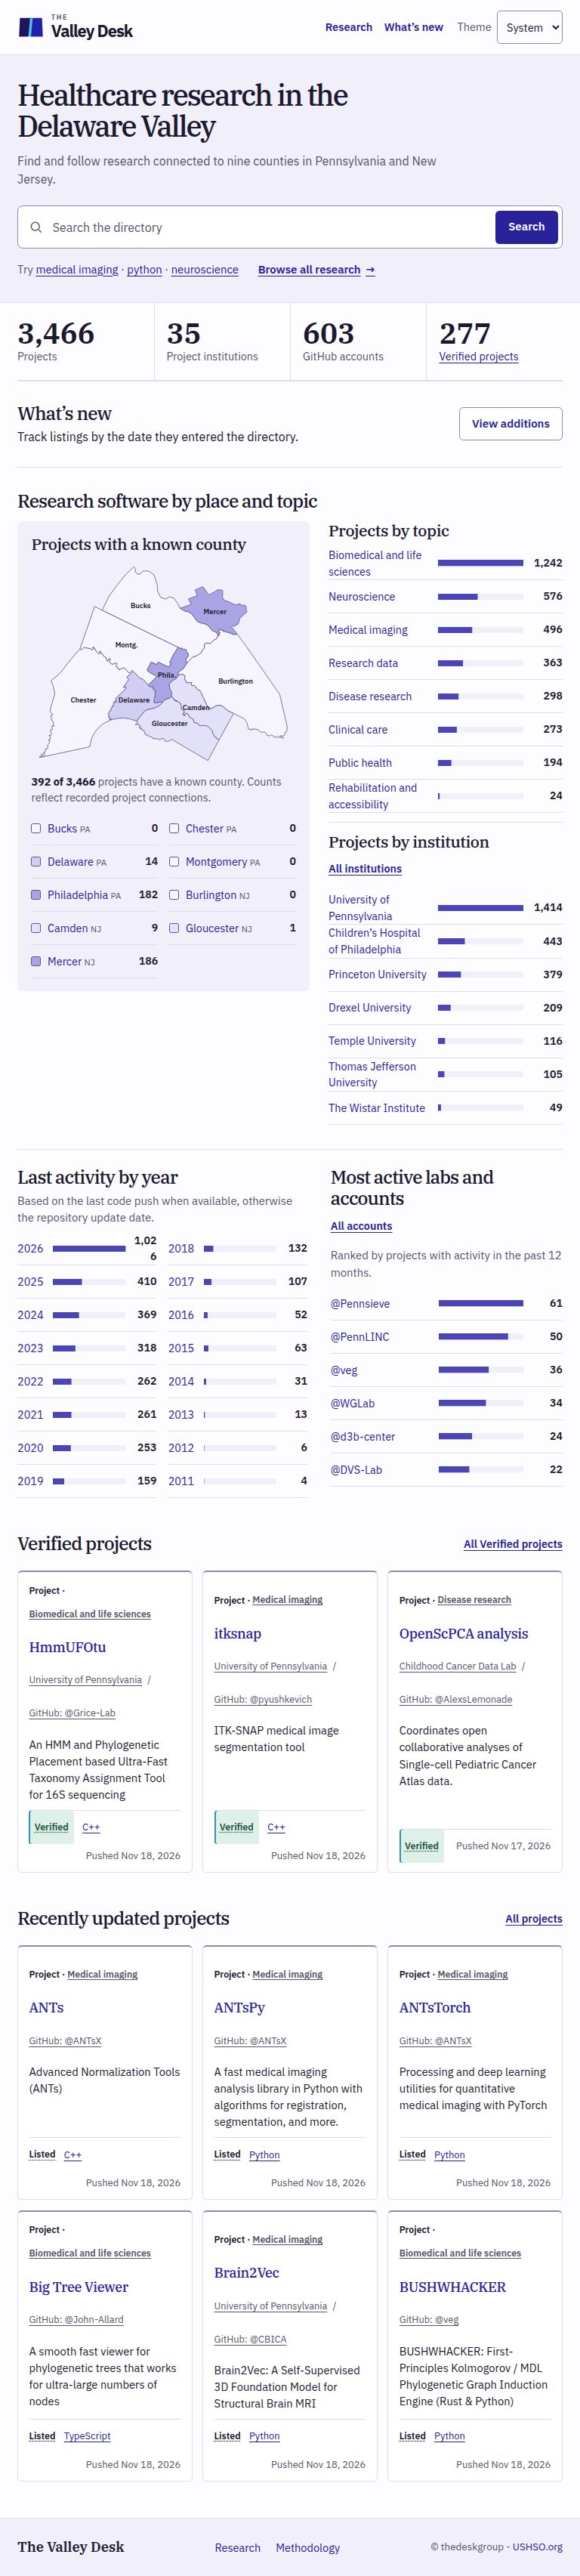 THE
Valley Desk
Research
What's new
Theme
System
Healthcare research in the
Delaware Valley
Find and follow research connected to nine counties in Pennsylvania and New
Jersey.
Search the directory
Search
Try medical imaging · python · neuroscience
Browse all research →
3,466
Projects
35
Project institutions
603
GitHub accounts
277
Verified projects
What's new
Track listings by the date they entered the directory.
View additions
Research software by place and topic
Projects with a known county
Bucks
Mercer
Montg.
Phila.
Burlington
Chester
Delaware
Camden
Gloucester
392 of 3,466 projects have a known county. Counts
reflect recorded project connections.
Bucks PA 0
Chester PA 0
Delaware PA 14
Montgomery PA 0
Philadelphia PA 182
Burlington NJ 0
Camden NJ 9
Gloucester NJ 1
Mercer NJ 186
Projects by topic
Biomedical and life
sciences
1,242
Neuroscience 576
Medical imaging 496
Research data 363
Disease research 298
Clinical care 273
Public health 194
Rehabilitation and
accessibility
24
Projects by institution
All institutions
University of
Pennsylvania
1,414
Children's Hospital
of Philadelphia
443
Princeton University 379
Drexel University 209
Temple University 116
Thomas Jefferson
University
105
The Wistar Institute 49
Last activity by year
Based on the last code push when available, otherwise
the repository update date.
2026 1,02
6
2018 132
2025 410
2017 107
2024 369
2016 52
2023 318
2015 63
2022 262
2014 31
2021 261
2013 13
2020 253
2012 6
2019 159
2011 4
Most active labs and
accounts
All accounts
Ranked by projects with activity in the past 12
months.
@Pennsieve 61
@PennLINC 50
@veg 36
@WGLab 34
@d3b-center 24
@DVS-Lab 22
Verified projects
All Verified projects
Project ·
Biomedical and life sciences
HmmUFOtu
University of Pennsylvania /
GitHub: @Grice-Lab
An HMM and Phylogenetic
Placement based Ultra-Fast
Taxonomy Assignment Tool
for 16S sequencing
Verified C++
Pushed Nov 18, 2026
Project · Medical imaging
itksnap
University of Pennsylvania /
GitHub: @pyushkevich
ITK-SNAP medical image
segmentation tool
Verified C++
Pushed Nov 18, 2026
Project · Disease research
OpenScPCA analysis
Childhood Cancer Data Lab /
GitHub: @AlexsLemonade
Coordinates open
collaborative analyses of
Single-cell Pediatric Cancer
Atlas data.
Verified Pushed Nov 17, 2026
Recently updated projects
All projects
Project · Medical imaging
ANTs
GitHub: @ANTsX
Advanced Normalization Tools
(ANTs)
Listed C++
Pushed Nov 18, 2026
Project · Medical imaging
ANTsPy
GitHub: @ANTsX
A fast medical imaging
analysis library in Python with
algorithms for registration,
segmentation, and more.
Listed Python
Pushed Nov 18, 2026
Project · Medical imaging
ANTsTorch
GitHub: @ANTsX
Processing and deep learning
utilities for quantitative
medical imaging with PyTorch
Listed Python
Pushed Nov 18, 2026
Project ·
Biomedical and life sciences
Big Tree Viewer
GitHub: @John-Allard
A smooth fast viewer for
phylogenetic trees that works
for ultra-large numbers of
nodes
Listed TypeScript
Pushed Nov 18, 2026
Project · Medical imaging
Brain2Vec
University of Pennsylvania /
GitHub: @CBICA
Brain2Vec: A Self-Supervised
3D Foundation Model for
Structural Brain MRI
Listed Python
Pushed Nov 18, 2026
Project ·
Biomedical and life sciences
BUSHWHACKER
GitHub: @veg
BUSHWHACKER: First-
Principles Kolmogorov / MDL
Phylogenetic Graph Induction
Engine (Rust & Python)
Listed Python
Pushed Nov 18, 2026
The Valley Desk
Research
Methodology
© thedeskgroup - USHSO.org